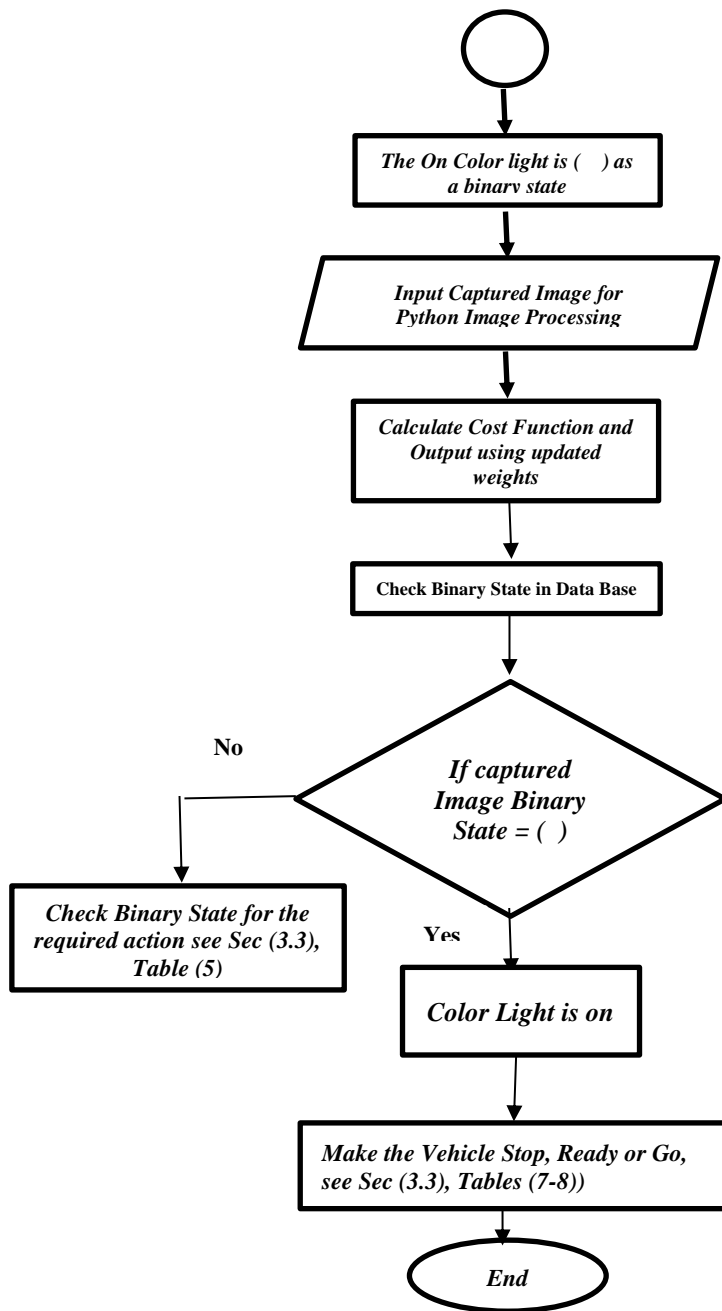 The On Color light is ( ) as
a binary state
Input Captured Image for
Python Image Processing
Calculate Cost Function and
Output using updated
weights
Check Binary State in Data Base
If captured
Image Binary
State = ( )
No
Check Binary State for the
required action see Sec (3.3),
Table (5)
Yes
Color Light is on
Make the Vehicle Stop, Ready or Go,
see Sec (3.3), Tables (7-8))
End